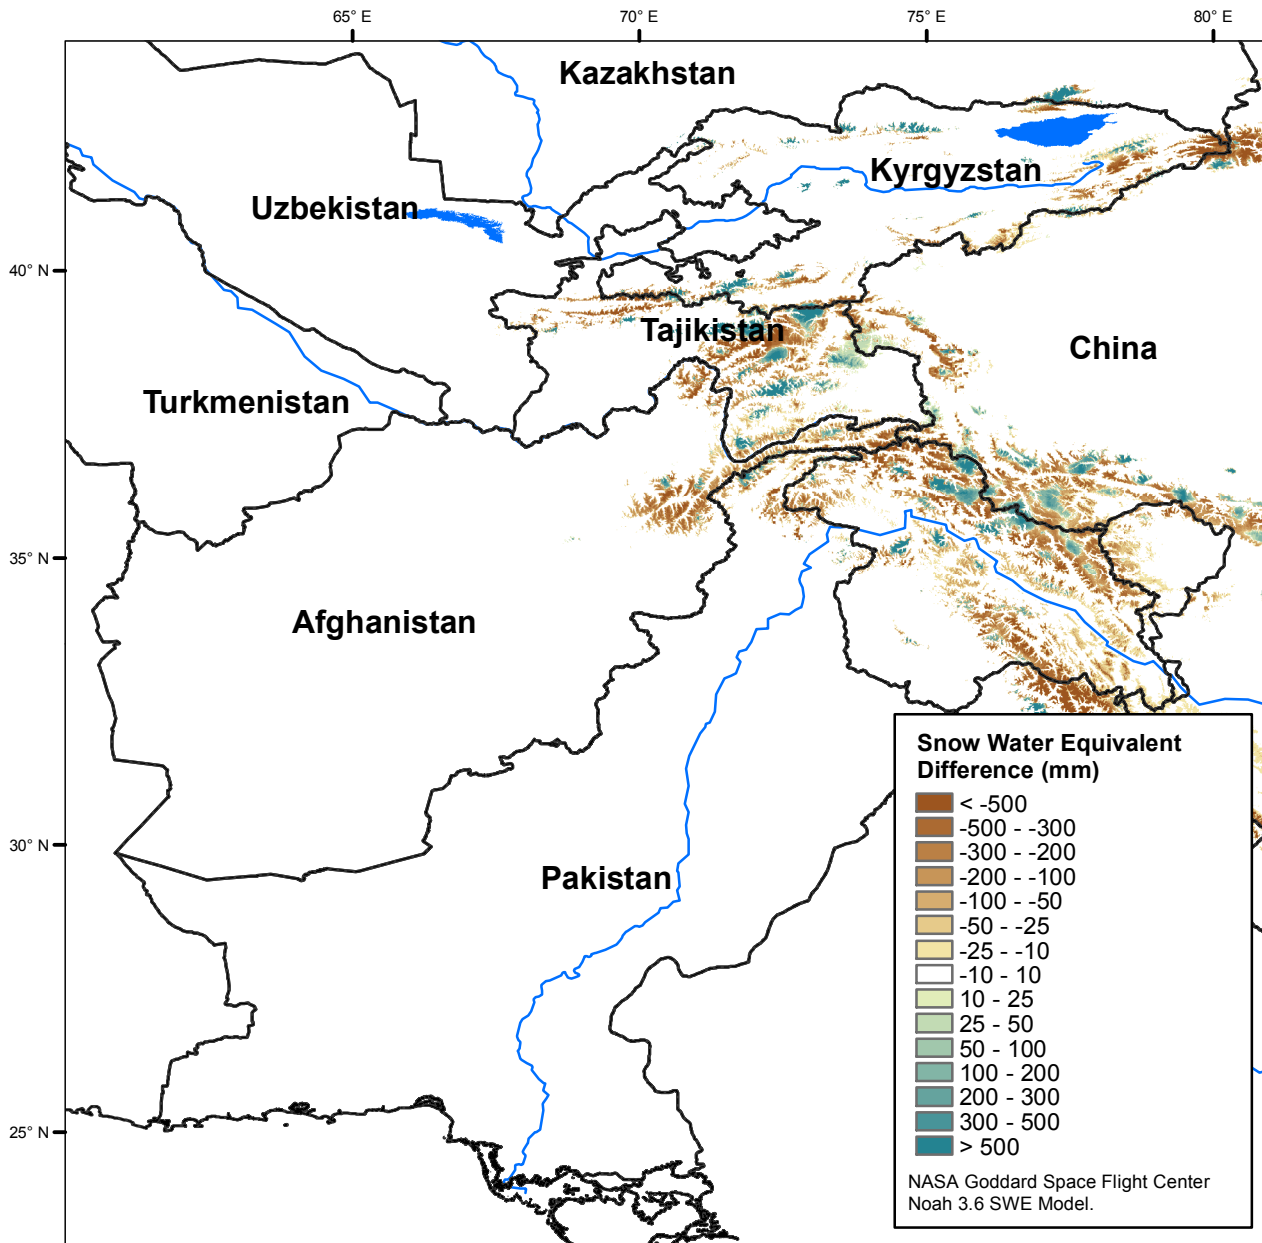 65° E
70° E
75° E
80° E
Kazakhstan
Kyrgyzstan
Uzbekistan
40° N
Tajikistan
China
Turkmenistan
35° N
Afghanistan
30° N
Pakistan
25° N
Snow Water Equivalent
Difference (mm)
< -500
-500 - -300
-300 - -200
-200 - -100
-100 - -50
-50 - -25
-25 - -10
-10 - 10
10 - 25
25 - 50
50 - 100
100 - 200
200 - 300
300 - 500
> 500
NASA Goddard Space Flight Center
Noah 3.6 SWE Model.